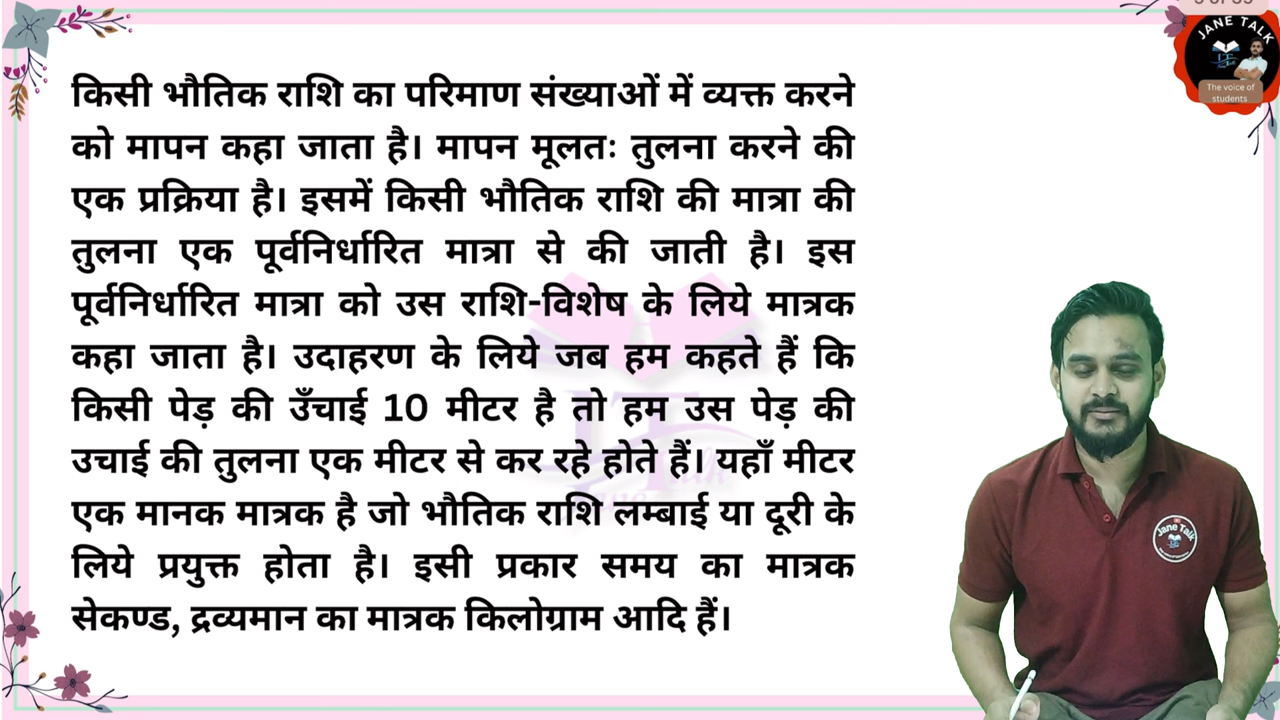 किसी भौतिक राशि का परिमाण संख्याओं में व्यक्त करने
को मापन कहा जाता है। मापन मूलतः तुलना करने की
एक प्रक्रिया है। इसमें किसी भौतिक राशि की मात्रा की
तुलना एक पूर्वनिर्धारित मात्रा से की जाती है। इस
पूर्वनिर्धारित मात्रा को उस राशि-विशेष के लिये मात्रक
कहा जाता है। उदाहरण के लिये जब हम कहते हैं कि
किसी पेड़ की उँचाई 10 मीटर है तो हम उस पेड़ की
उचाई की तुलना एक मीटर से कर रहे होते हैं। यहाँ मीटर
एक मानक मात्रक है जो भौतिक राशि लम्बाई या दूरी के
लिये प्रयुक्त होता है। इसी प्रकार समय का मात्रक
सेकण्ड, द्रव्यमान का मात्रक किलोग्राम आदि हैं।
JANE TALK
The voice of
students
Jane Talk